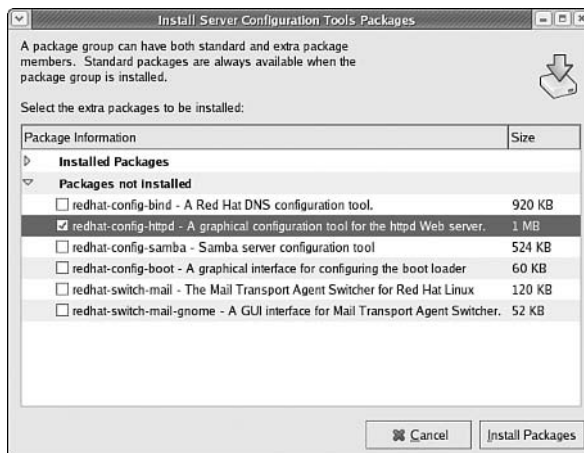 Install Server Configuration Tools Packages
A package group can have both standard and extra package
members. Standard packages are always available when the
package group is installed.
Select the extra packages to be installed:
Package Information Size
Installed Packages
Packages not installed
redhat-config-bind - A Red Hat DNS configuration tool. 920 KB
redhat-config-httpd - A graphical configuration tool for the httpd Web server. 1 MB
redhat-config-samba - Samba server configuration tool 524 KB
redhat-config-boot - A graphical interface for configuring the boot loader 60 KB
redhat-switch-mail - The Mail Transport Agent Switcher for Red Hat Linux 120 KB
redhat-switch-mail-gnome - A GUI interface for Mail Transport Agent Switcher. 52 KB
Cancel Install Packages